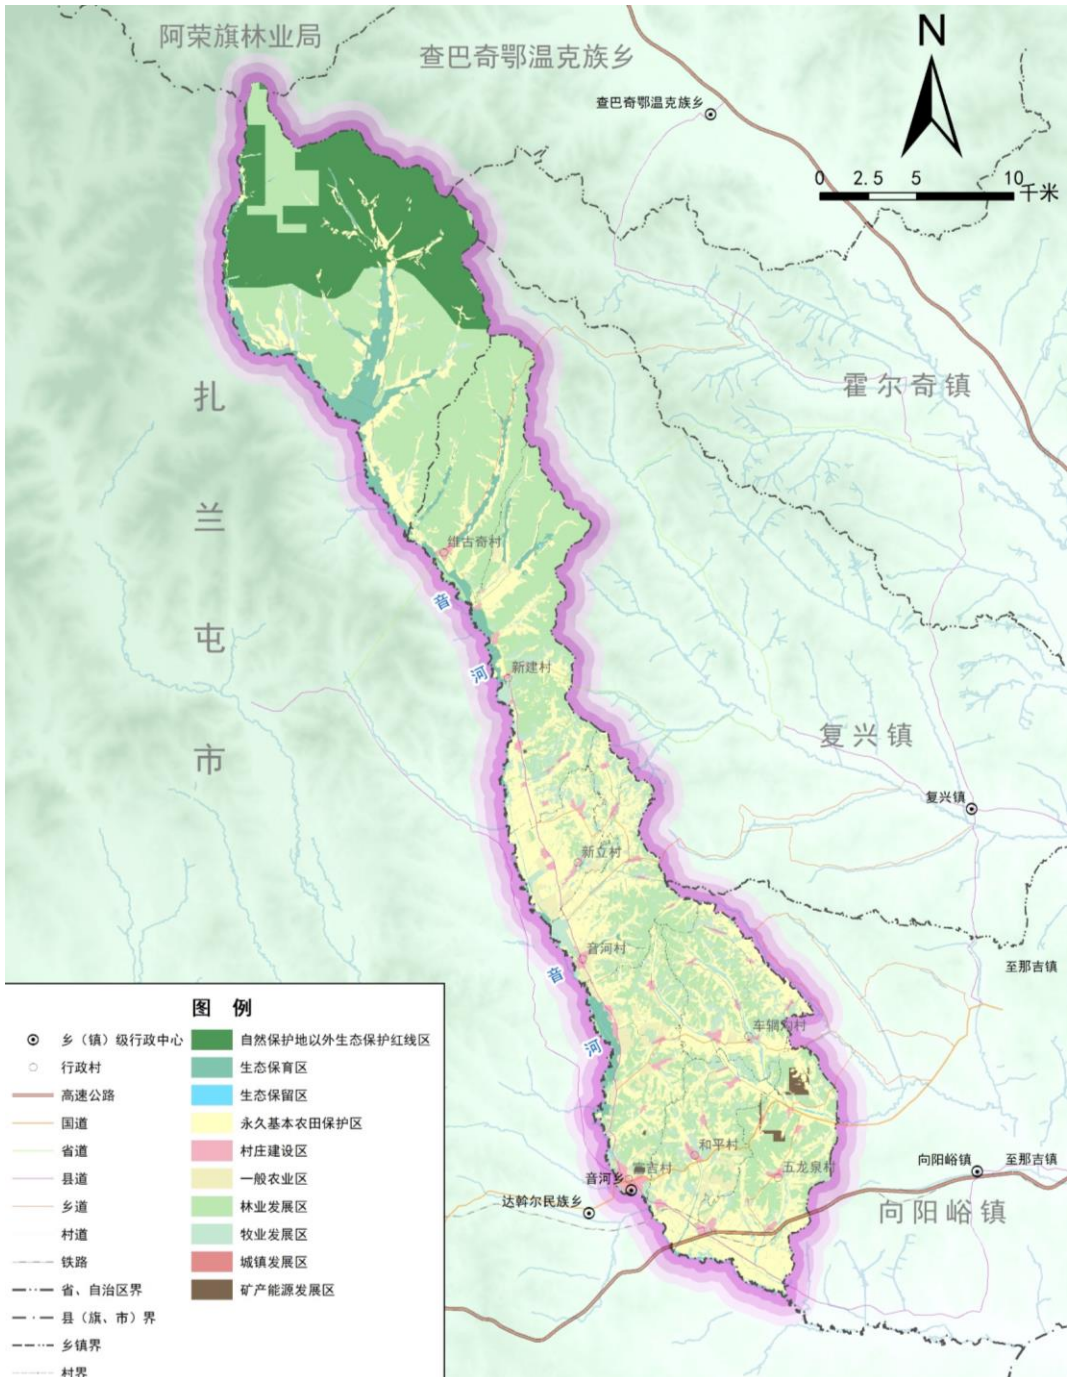 阿荣旗林业局
查巴奇鄂温克族乡
N
查巴奇鄂温克族乡
0 2.5 5 10 千米
霍尔奇镇
扎兰屯市
维古奇村
音河
新建村
复兴镇
复兴镇
新立村
音河村
音河
至那吉镇
车辋沟村
和平村
五龙泉村
富吉村
音河乡
向阳峪镇
至那吉镇
达斡尔民族乡
向阳峪镇
图 例
乡（镇）级行政中心
行政村
高速公路
国道
省道
县道
乡道
村道
铁路
省、自治区界
县（旗、市）界
乡镇界
村界
自然保护地以外生态保护红线区
生态保育区
生态保留区
永久基本农田保护区
村庄建设区
一般农业区
林业发展区
牧业发展区
城镇发展区
矿产能源发展区